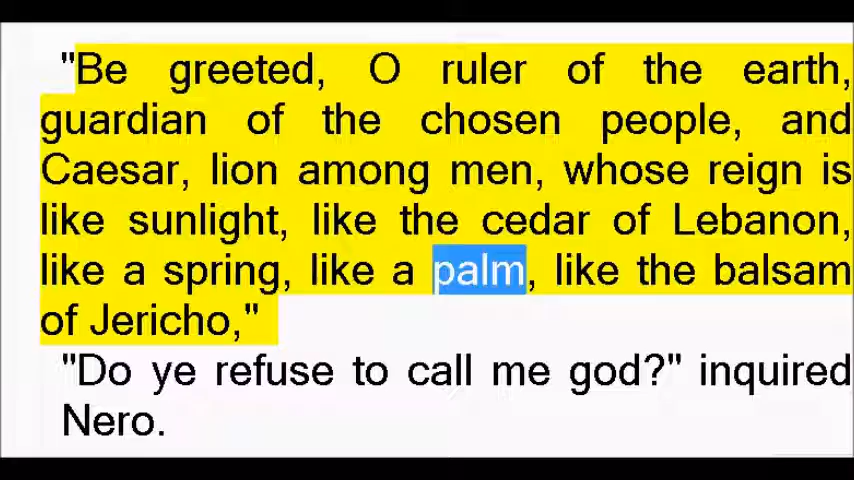 "Be greeted, O ruler of the earth,
guardian of the chosen people, and
Caesar, lion among men, whose reign is
like sunlight, like the cedar of Lebanon,
like a spring, like a palm, like the balsam
of Jericho,"
"Do ye refuse to call me god?" inquired
Nero.